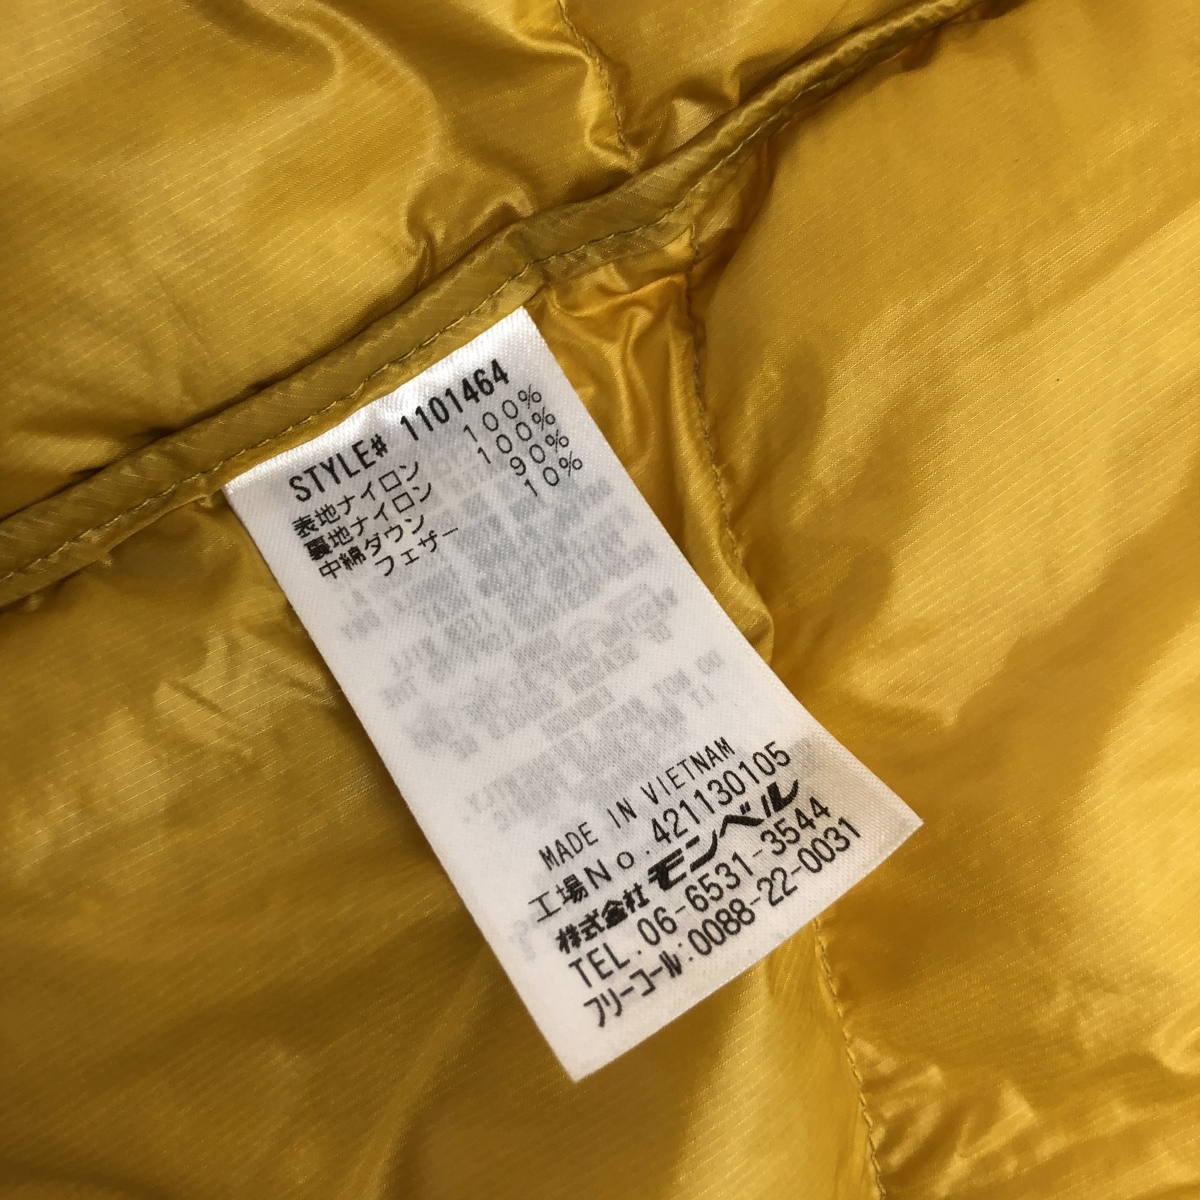 STYLE# 1101464
表地ナイロン 100%
裏地ナイロン 100%
中綿ダウン 90%
フェザー 10%
MADE IN VIETNAM
工場No.421130105
株式会社モンベル
TEL.06-6531-3544
フリーコール:0088-22-0031